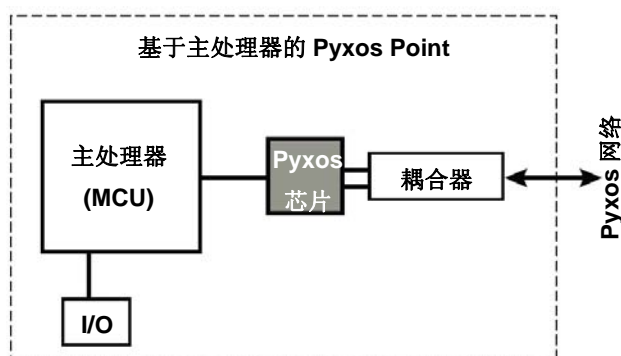 基于主处理器的 Pyxos Point
主处理器
(MCU)
Pyxos
芯片
耦合器
Pyxos 网络
I/O